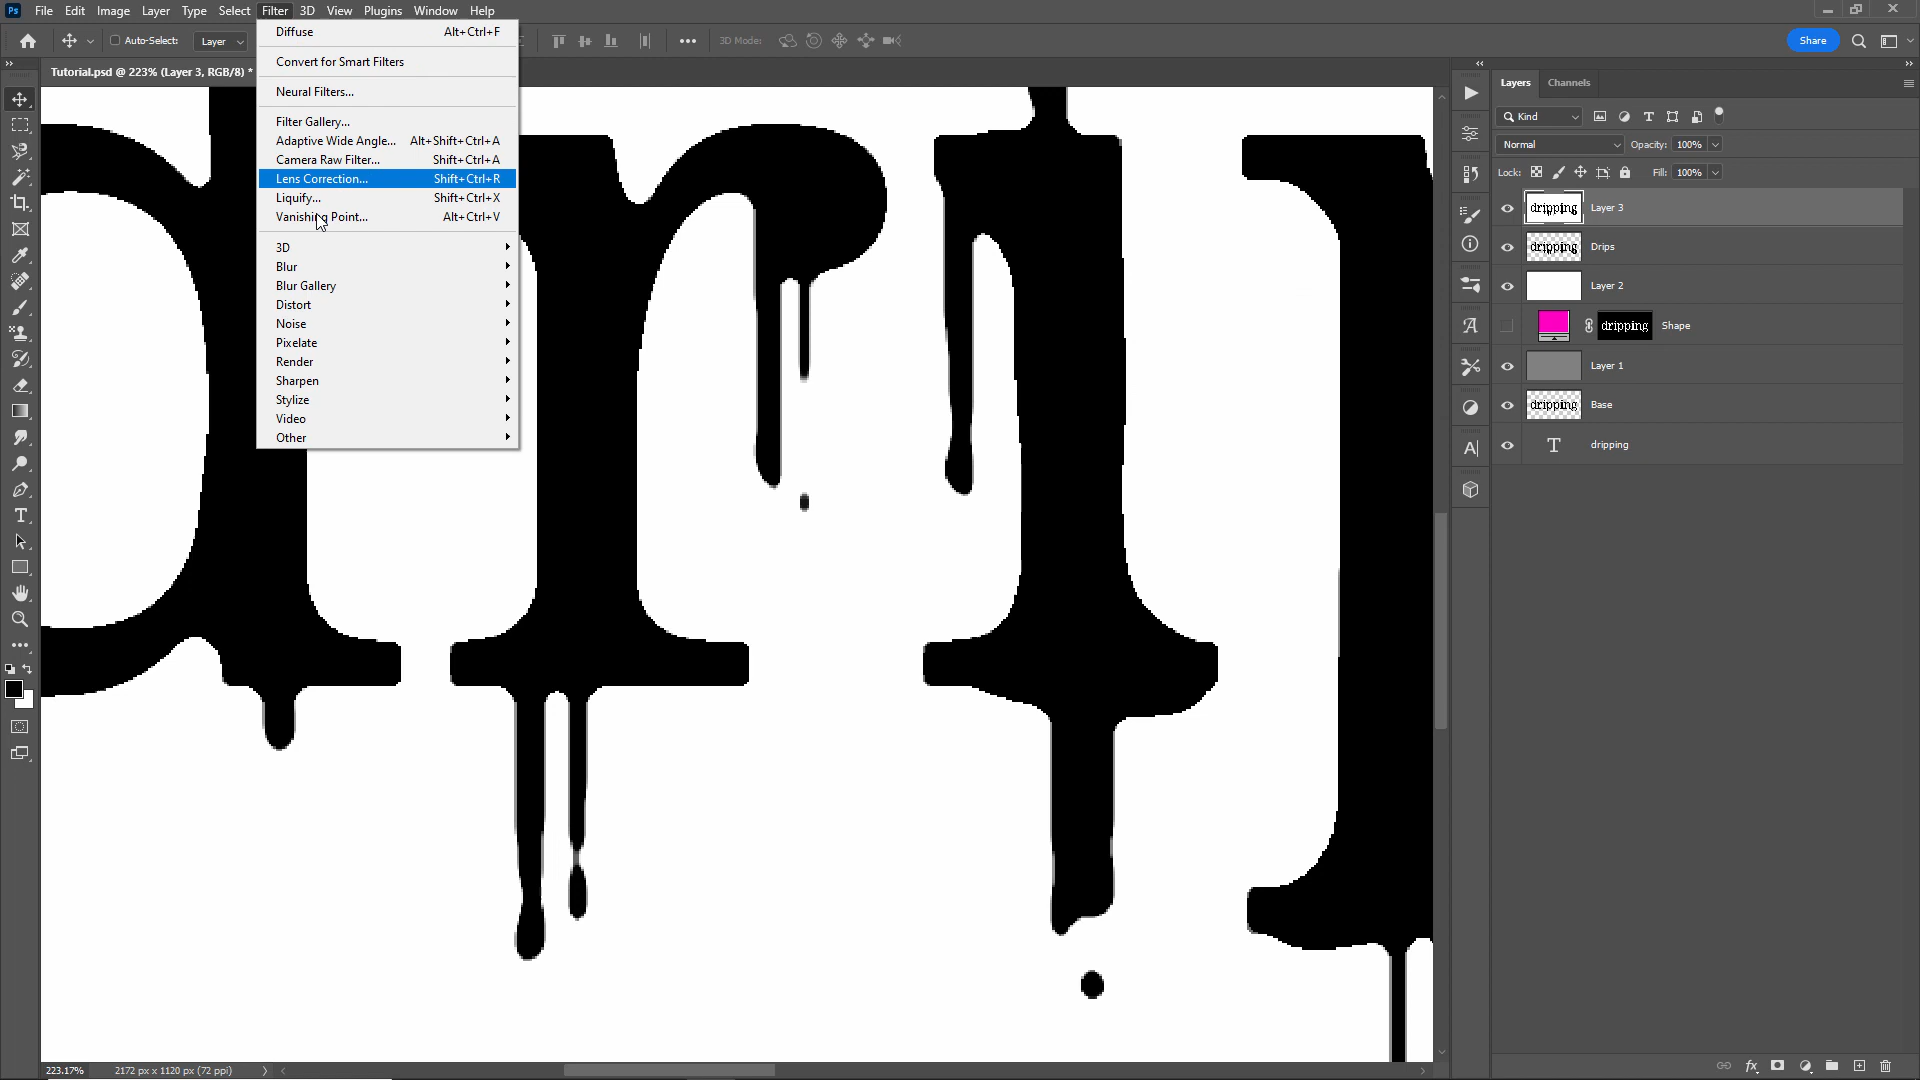 Ps File Edit Image Layer Type Select Filter 3D View Plugins Window Help
Auto-Select: Layer 3D Mode: Share
Tutorial.psd @ 223% (Layer 3, RGB/8) *
Diffuse Alt+Ctrl+F
Convert for Smart Filters
Neural Filters...
Filter Gallery...
Adaptive Wide Angle... Alt+Shift+Ctrl+A
Camera Raw Filter... Shift+Ctrl+A
Lens Correction... Shift+Ctrl+R
Liquify... Shift+Ctrl+X
Vanishing Point... Alt+Ctrl+V
3D
Blur
Blur Gallery
Distort
Noise
Pixelate
Render
Sharpen
Stylize
Video
Other
Layers Channels
Kind
Normal Opacity: 100%
Lock: Fill: 100%
dripping Layer 3
dripping Drips
Layer 2
dripping Shape
Layer 1
dripping Base
T dripping
223.17% 2172 px x 1120 px (72 ppi)